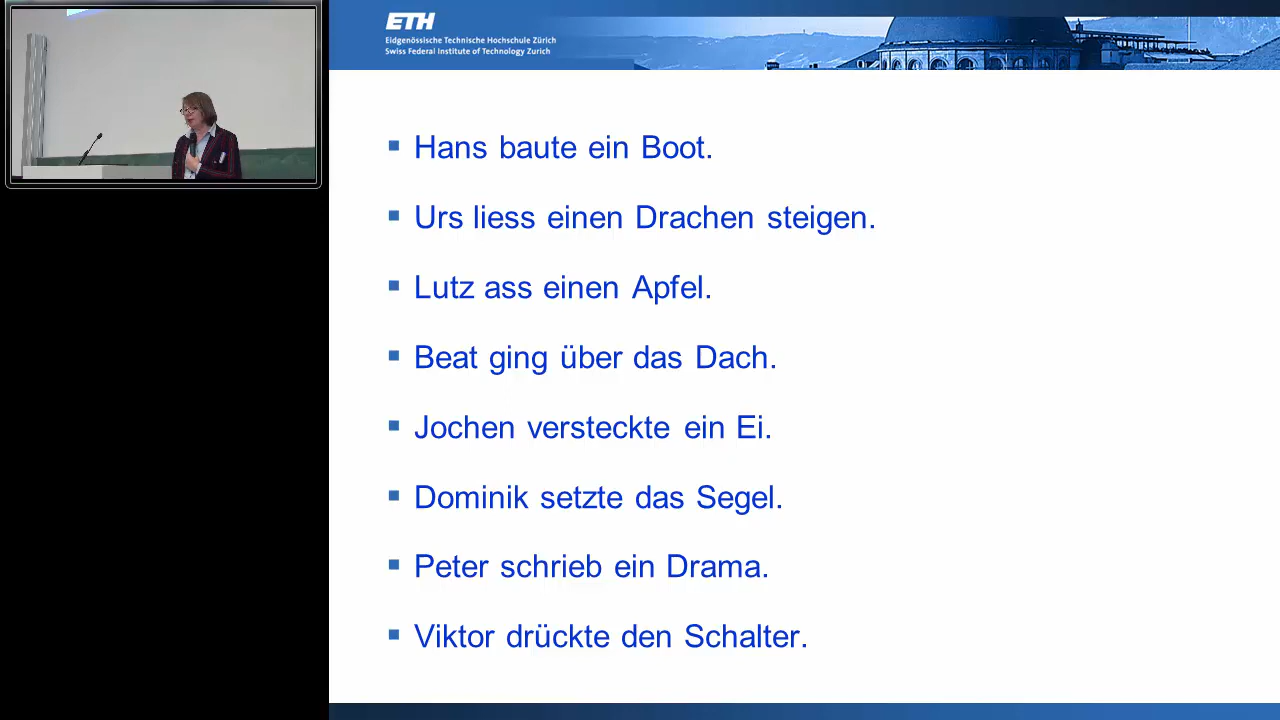 ETH
Eidgenössische Technische Hochschule Zürich
Swiss Federal Institute of Technology Zurich
Hans baute ein Boot.
Urs liess einen Drachen steigen.
Lutz ass einen Apfel.
Beat ging über das Dach.
Jochen versteckte ein Ei.
Dominik setzte das Segel.
Peter schrieb ein Drama.
Viktor drückte den Schalter.